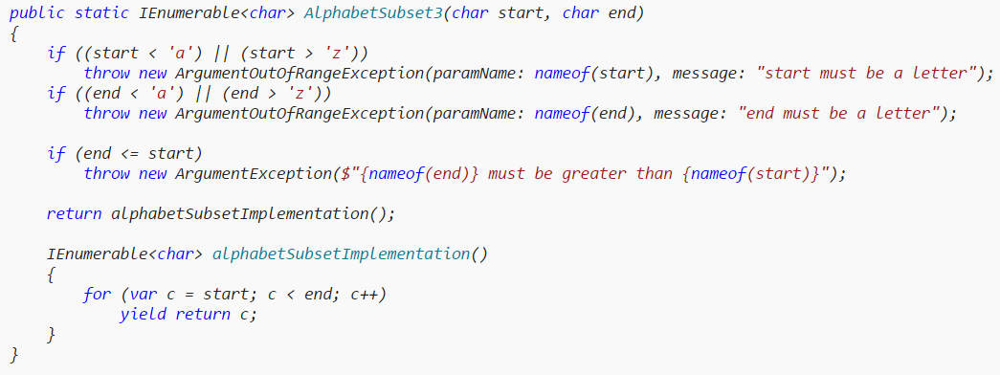 public static IEnumerable<char> AlphabetSubset3(char start, char end)
{
    if ((start < 'a') || (start > 'z'))
        throw new ArgumentOutOfRangeException(paramName: nameof(start), message: "start must be a letter");
    if ((end < 'a') || (end > 'z'))
        throw new ArgumentOutOfRangeException(paramName: nameof(end), message: "end must be a letter");

    if (end <= start)
        throw new ArgumentException($"{nameof(end)} must be greater than {nameof(start)}");

    return alphabetSubsetImplementation();

    IEnumerable<char> alphabetSubsetImplementation()
    {
        for (var c = start; c < end; c++)
            yield return c;
    }
}